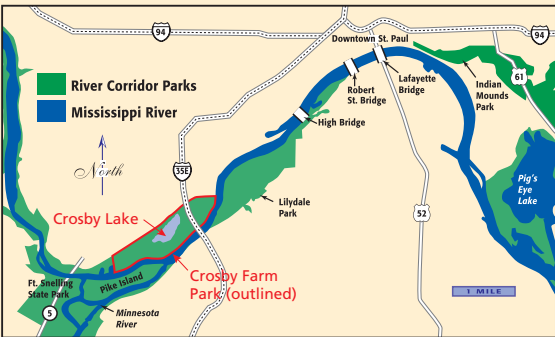 94
Downtown St. Paul
94
River Corridor Parks
Mississippi River
Lafayette
Bridge
Robert
St. Bridge
Indian
Mounds
Park
61
High Bridge
North
35E
Pig's
Eye
Lake
Lilydale
Park
52
Crosby Lake
Crosby Farm
Park (outlined)
Ft. Snelling
State Park
Pike Island
1 MILE
5
Minnesota
River